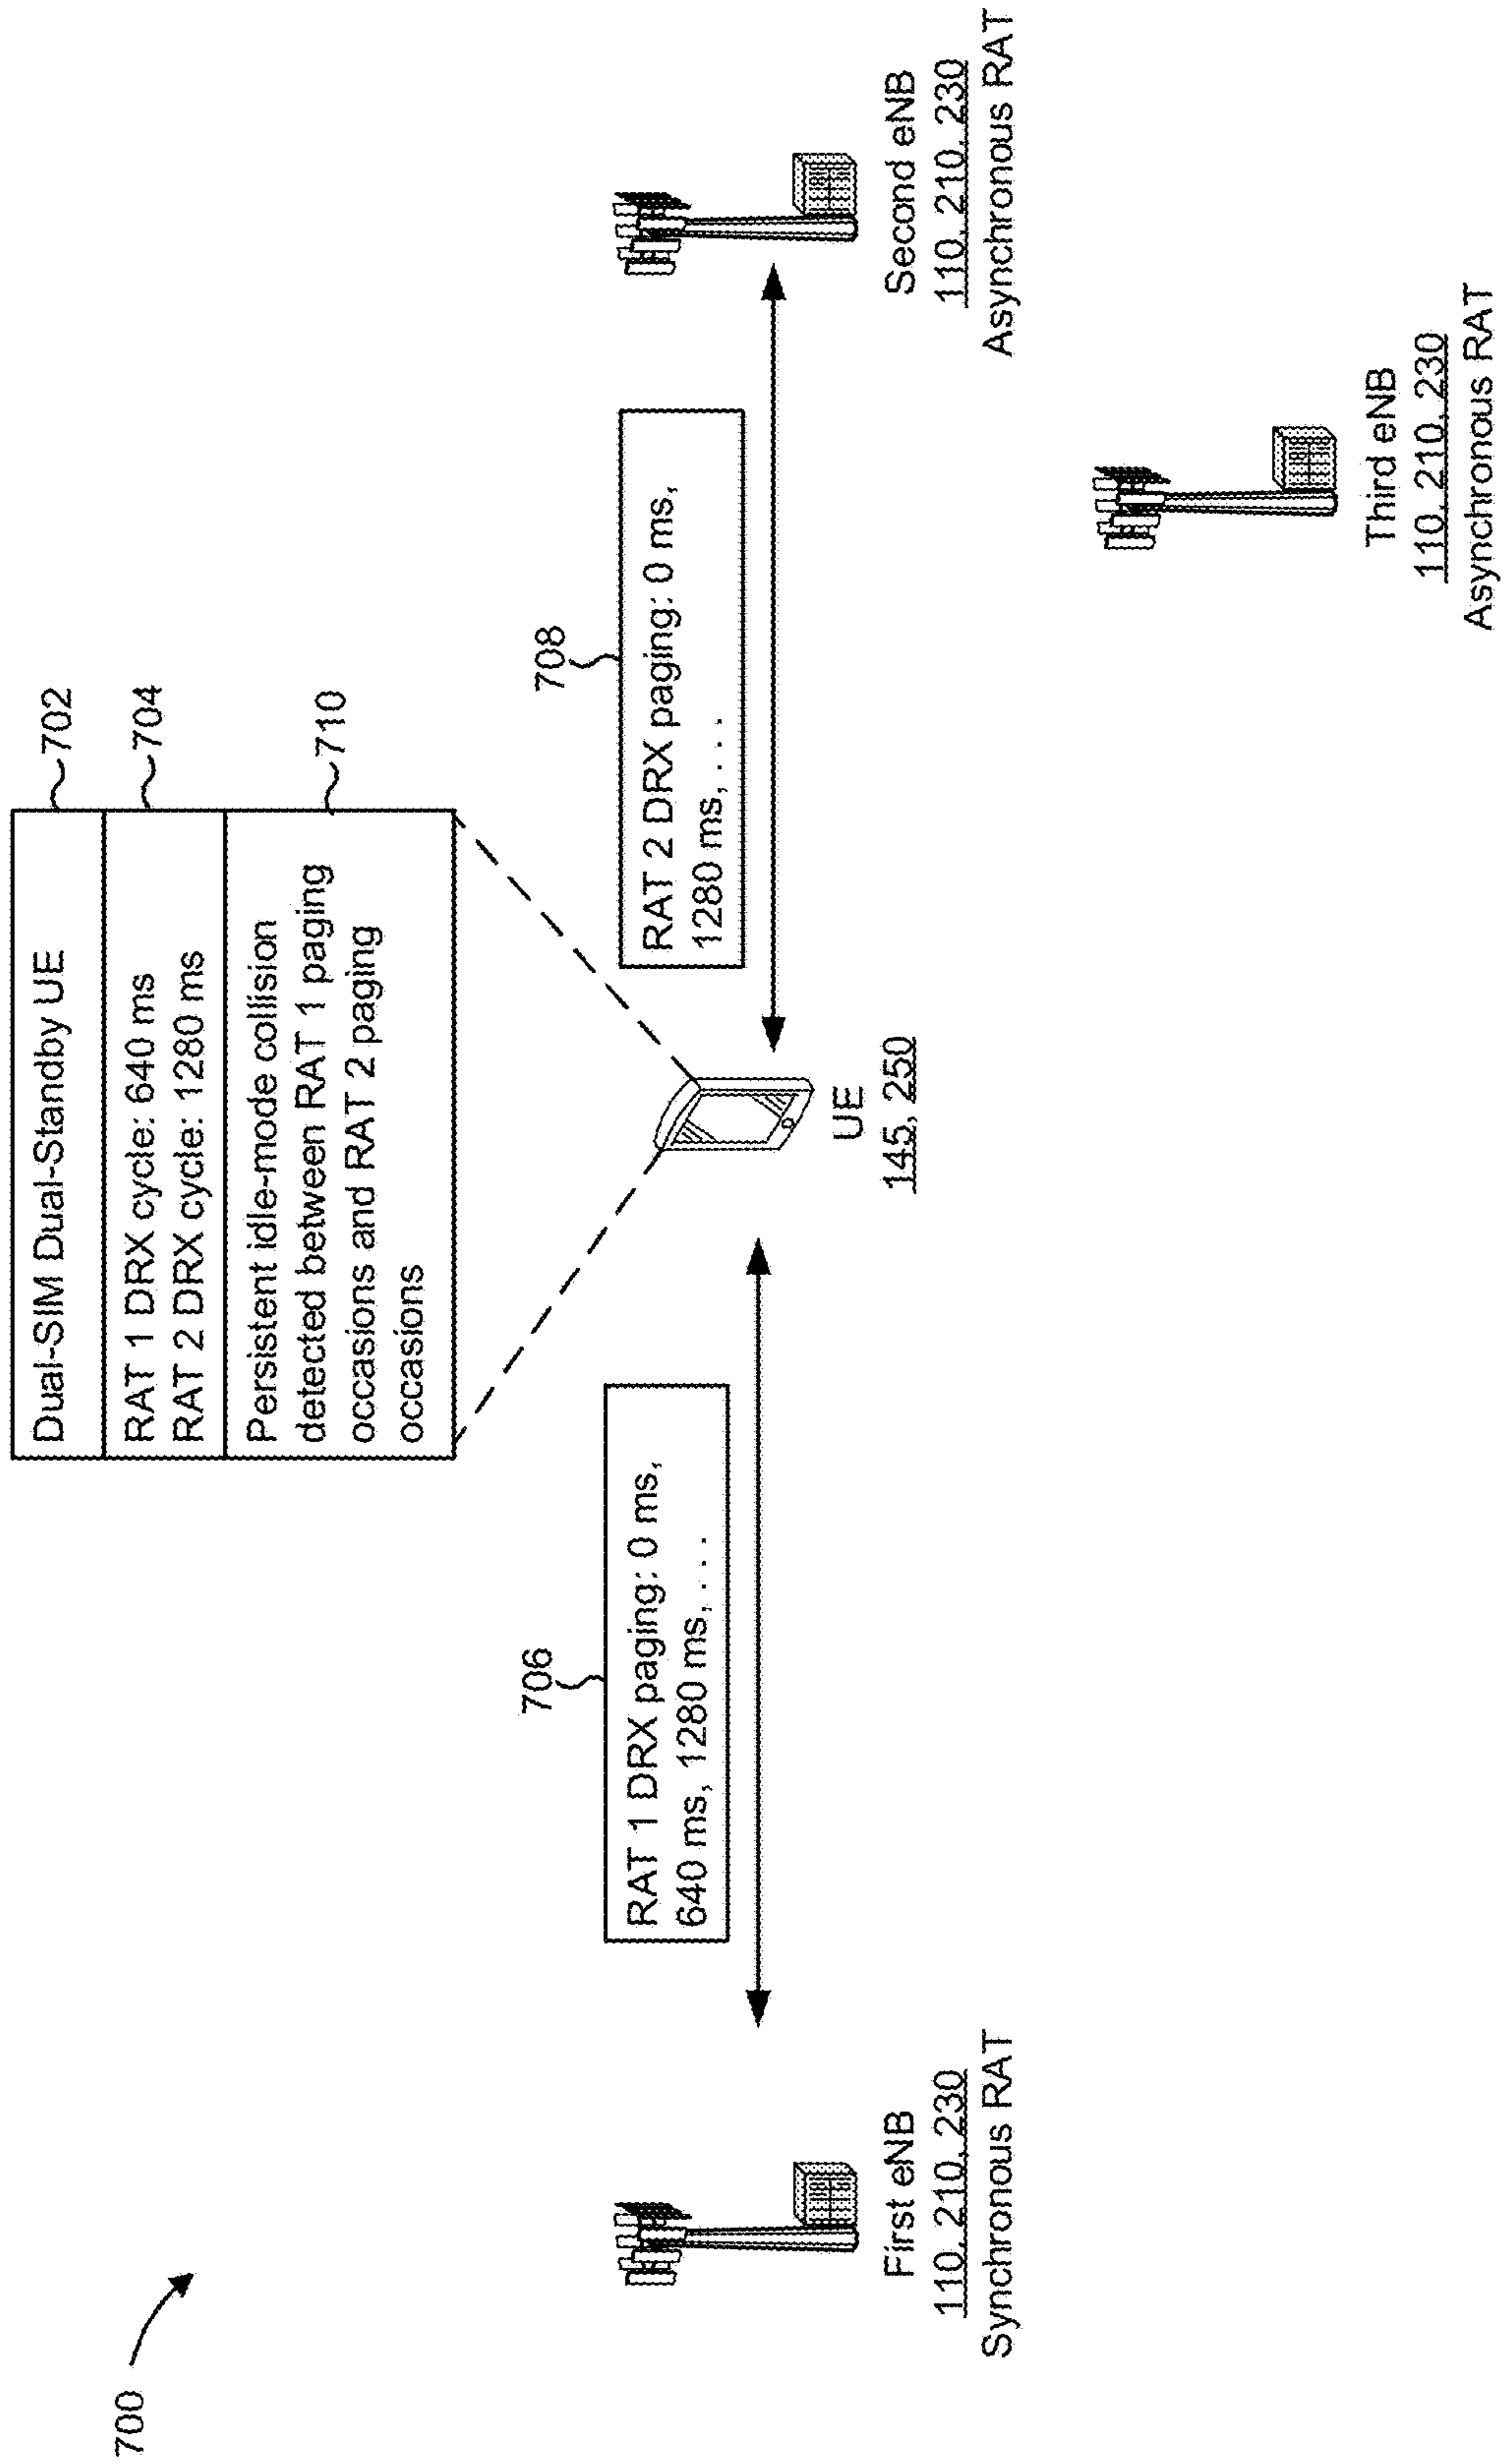 700
Dual-SIM Dual-Standby UE
702
RAT 1 DRX cycle: 640 ms
RAT 2 DRX cycle: 1280 ms
704
Persistent idle-mode collision
detected between RAT 1 paging
occasions and RAT 2 paging
occasions
710
706
RAT 1 DRX paging: 0 ms,
640 ms, 1280 ms, . . .
708
RAT 2 DRX paging: 0 ms,
1280 ms, . . .
First eNB
110, 210, 230
Synchronous RAT
UE
145, 250
Second eNB
110, 210, 230
Asynchronous RAT
Third eNB
110, 210, 230
Asynchronous RAT